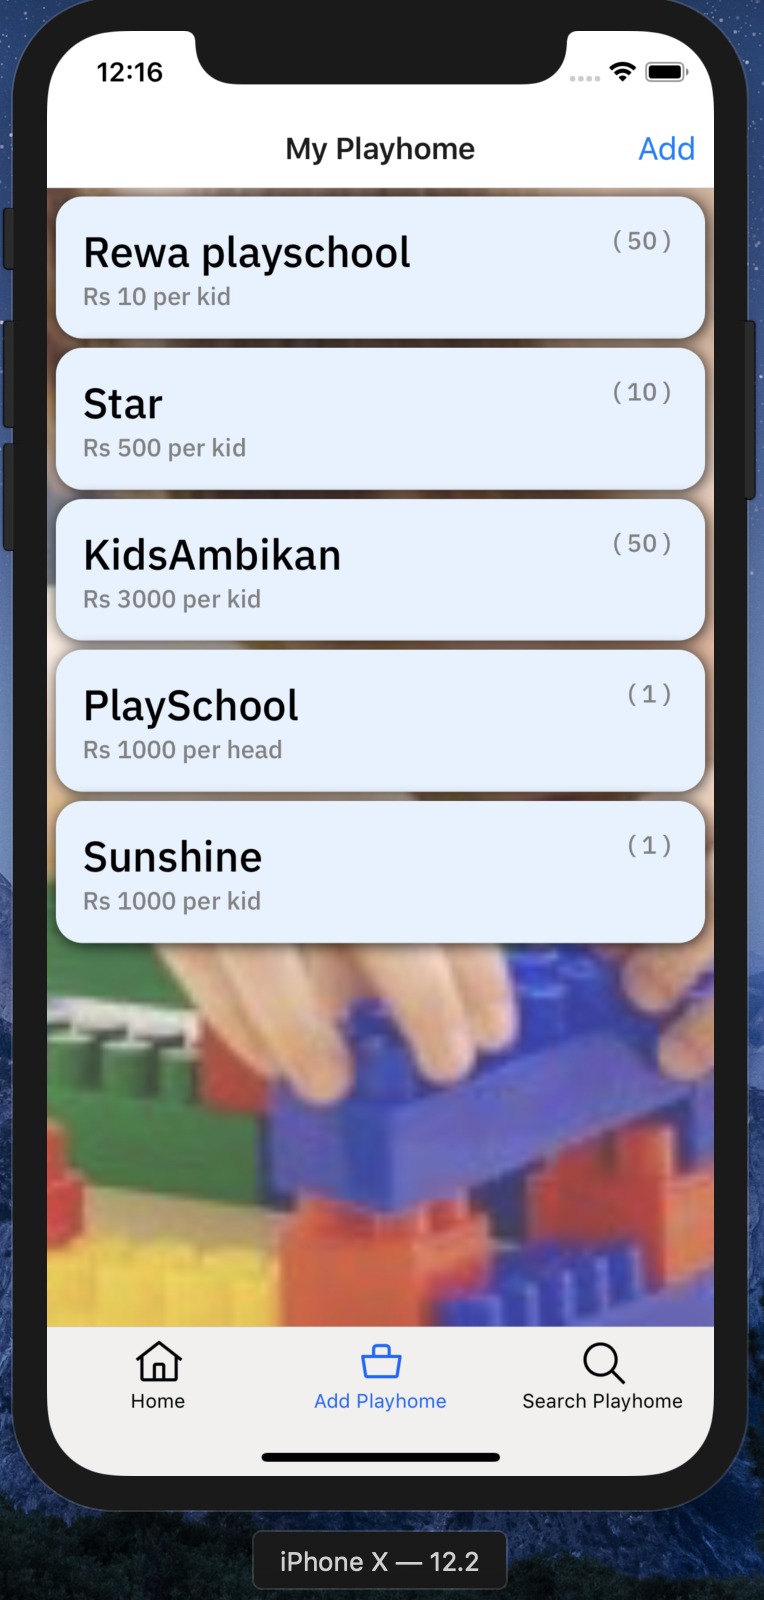 12:16
My Playhome
Add
Rewa playschool
(50)
Rs 10 per kid
Star
(10)
Rs 500 per kid
KidsAmbikan
(50)
Rs 3000 per kid
PlaySchool
(1)
Rs 1000 per head
Sunshine
(1)
Rs 1000 per kid
Home
Add Playhome
Search Playhome
iPhone X — 12.2